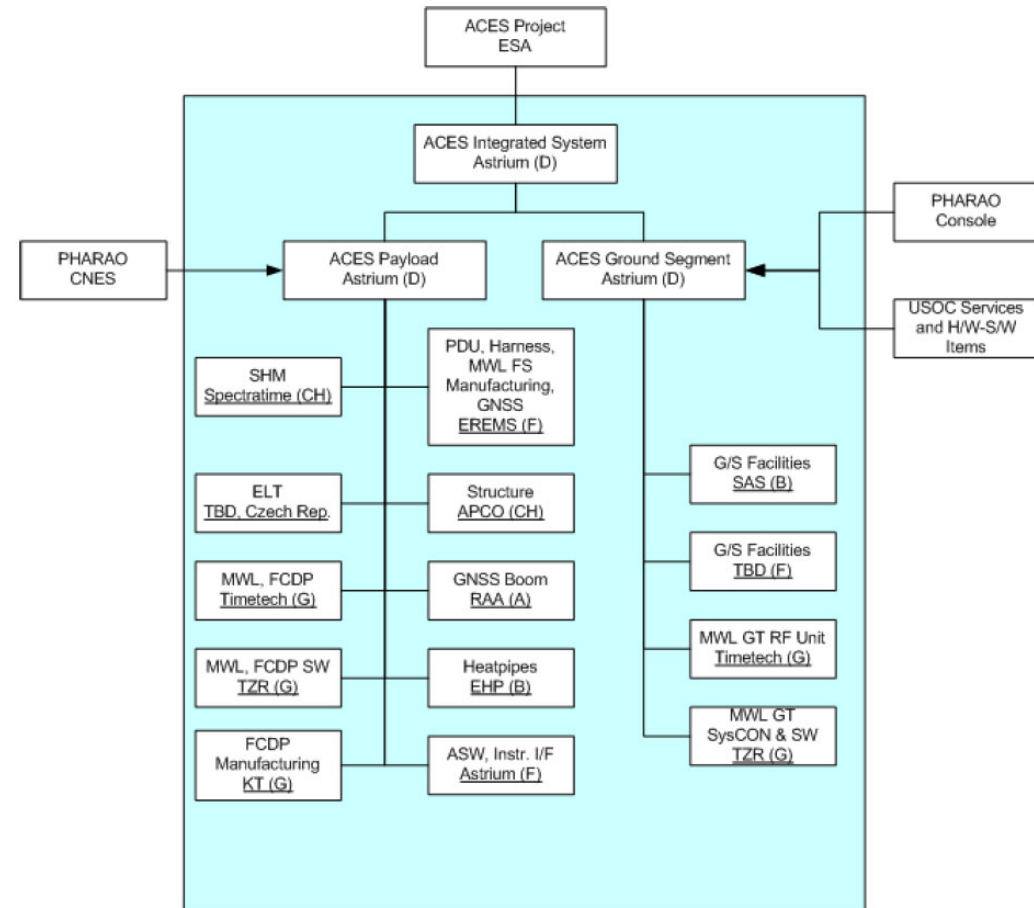 ACES Project
ESA
ACES Integrated System
Astrium (D)
PHARAO
Console
PHARAO
CNES
ACES Payload
Astrium (D)
ACES Ground Segment
Astrium (D)
USOC Services
and H/W-S/W
Items
SHM
Spectratime (CH)
PDU, Harness,
MWL FS
Manufacturing,
GNSS
EREMS (F)
ELT
TBD, Czech Rep.
Structure
APCO (CH)
G/S Facilities
SAS (B)
MWL, FCDP
Timetech (G)
GNSS Boom
RAA (A)
G/S Facilities
TBD (F)
MWL, FCDP SW
TZR (G)
Heatpipes
EHP (B)
MWL GT RF Unit
Timetech (G)
FCDP
Manufacturing
KT (G)
ASW, Instr. I/F
Astrium (F)
MWL GT
SysCON & SW
TZR (G)